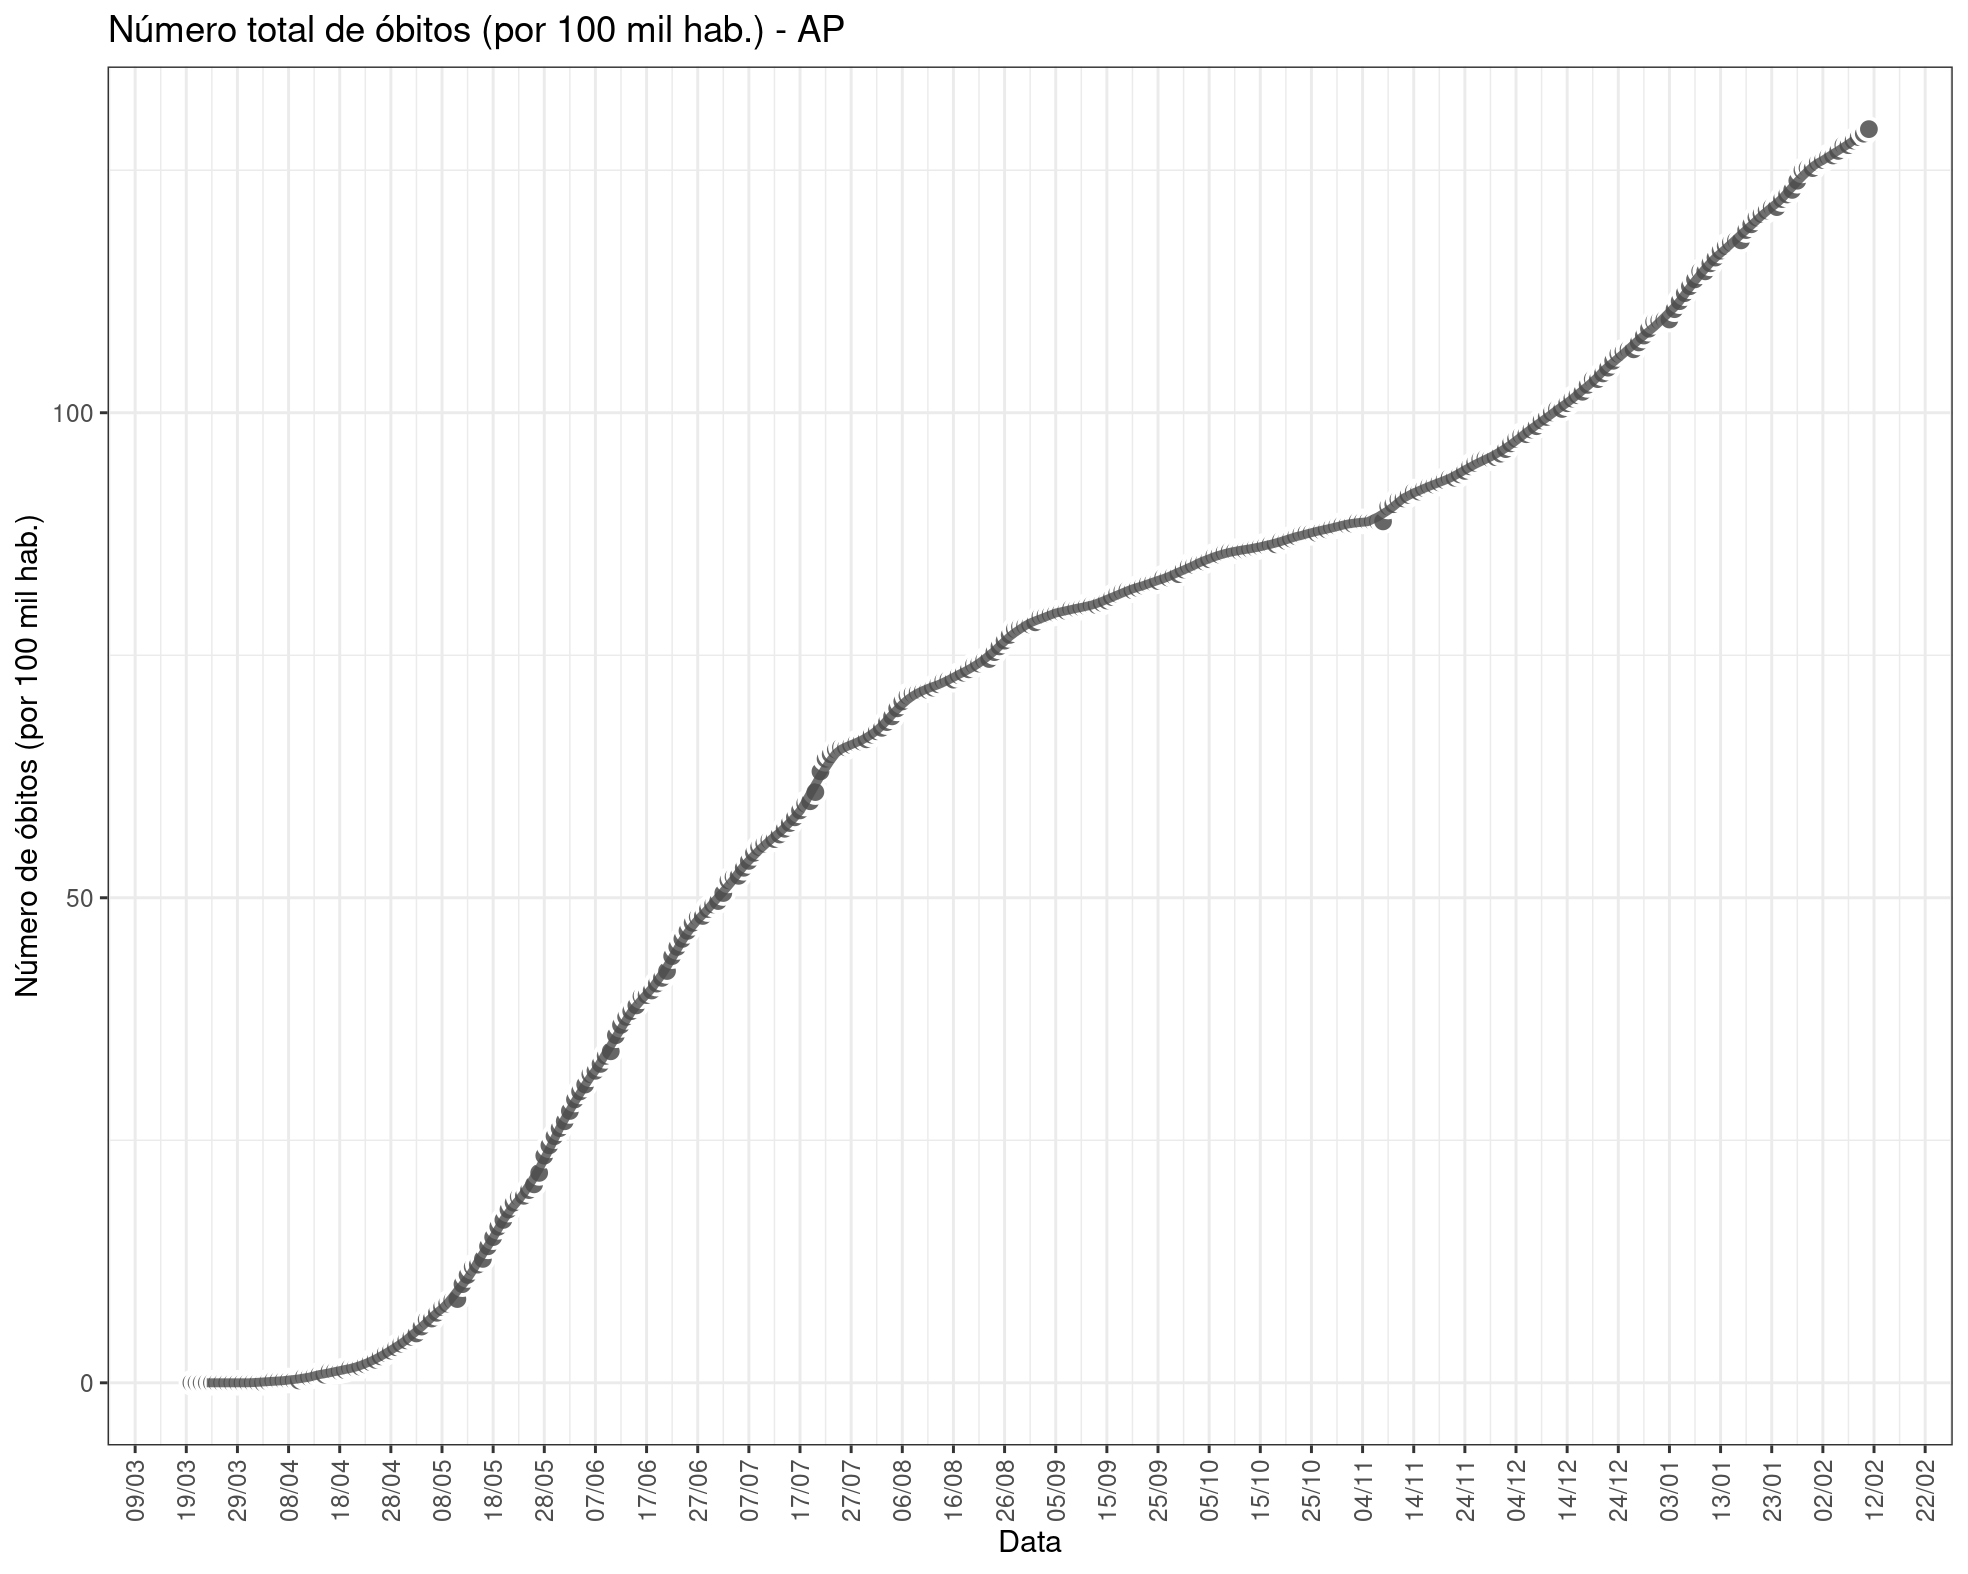 Número total de óbitos (por 100 mil hab.) - AP
Número de óbitos (por 100 mil hab.)
100
50
0
09/03 19/03 29/03 08/04 18/04 28/04 08/05 18/05 28/05 07/06 17/06 27/06 07/07 17/07 27/07 06/08 16/08 26/08 05/09 15/09 25/09 05/10 15/10 25/10 04/11 14/11 24/11 04/12 14/12 24/12 03/01 13/01 23/01 02/02 12/02 22/02
Data